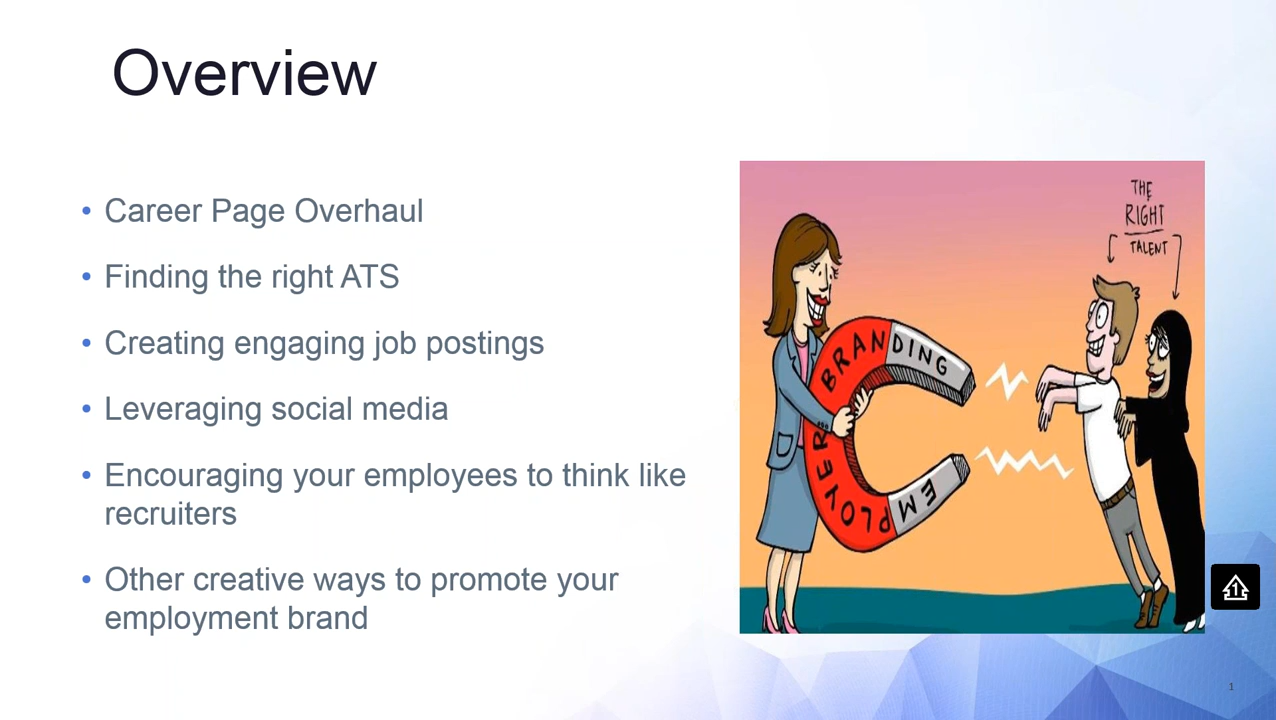 Overview
• Career Page Overhaul
• Finding the right ATS
• Creating engaging job postings
• Leveraging social media
• Encouraging your employees to think like
recruiters
• Other creative ways to promote your
employment brand
THE
RIGHT
TALENT
EMPLOYER BRANDING
1
1